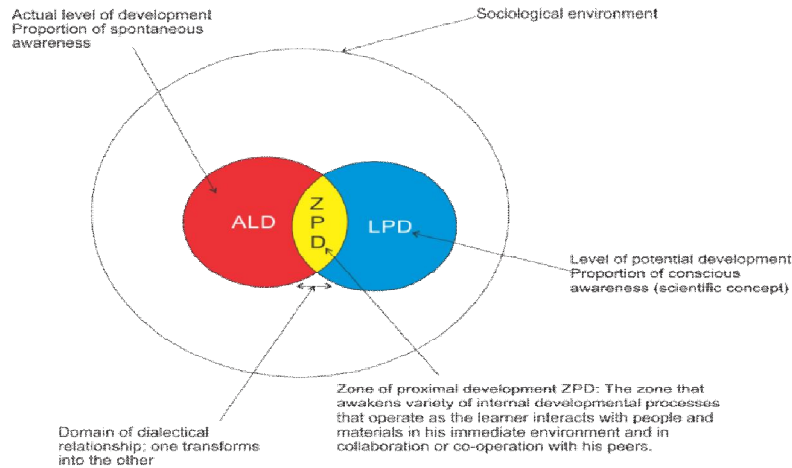 Actual level of development
Proportion of spontaneous
awareness
Sociological environment
ALD
Z
P
D
LPD
Level of potential development
Proportion of conscious
awareness (scientific concept)
Zone of proximal development ZPD: The zone that
awakens variety of internal developmental processes
that operate as the learner interacts with people and
materials in his immediate environment and in
collaboration or co-operation with his peers.
Domain of dialectical
relationship; one transforms
into the other